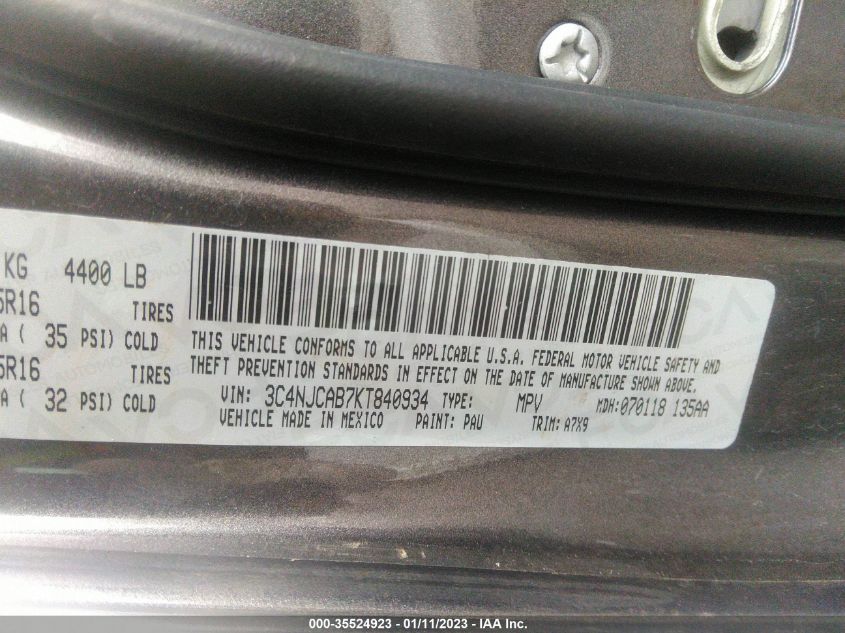 KG 4400 LB
5R16 TIRES
A ( 35 PSI) COLD
5R16 TIRES
A ( 32 PSI) COLD
THIS VEHICLE CONFORMS TO ALL APPLICABLE U.S.A. FEDERAL MOTOR VEHICLE SAFETY AND
THEFT PREVENTION STANDARDS IN EFFECT ON THE DATE OF MANUFACTURE SHOWN ABOVE.
VIN: 3C4NJCAB7KT840934 TYPE: MPV MDH:070118 135AA
VEHICLE MADE IN MEXICO PAINT: PAU TRIM: A7X9
000-35524923 - 01/11/2023 - IAA Inc.